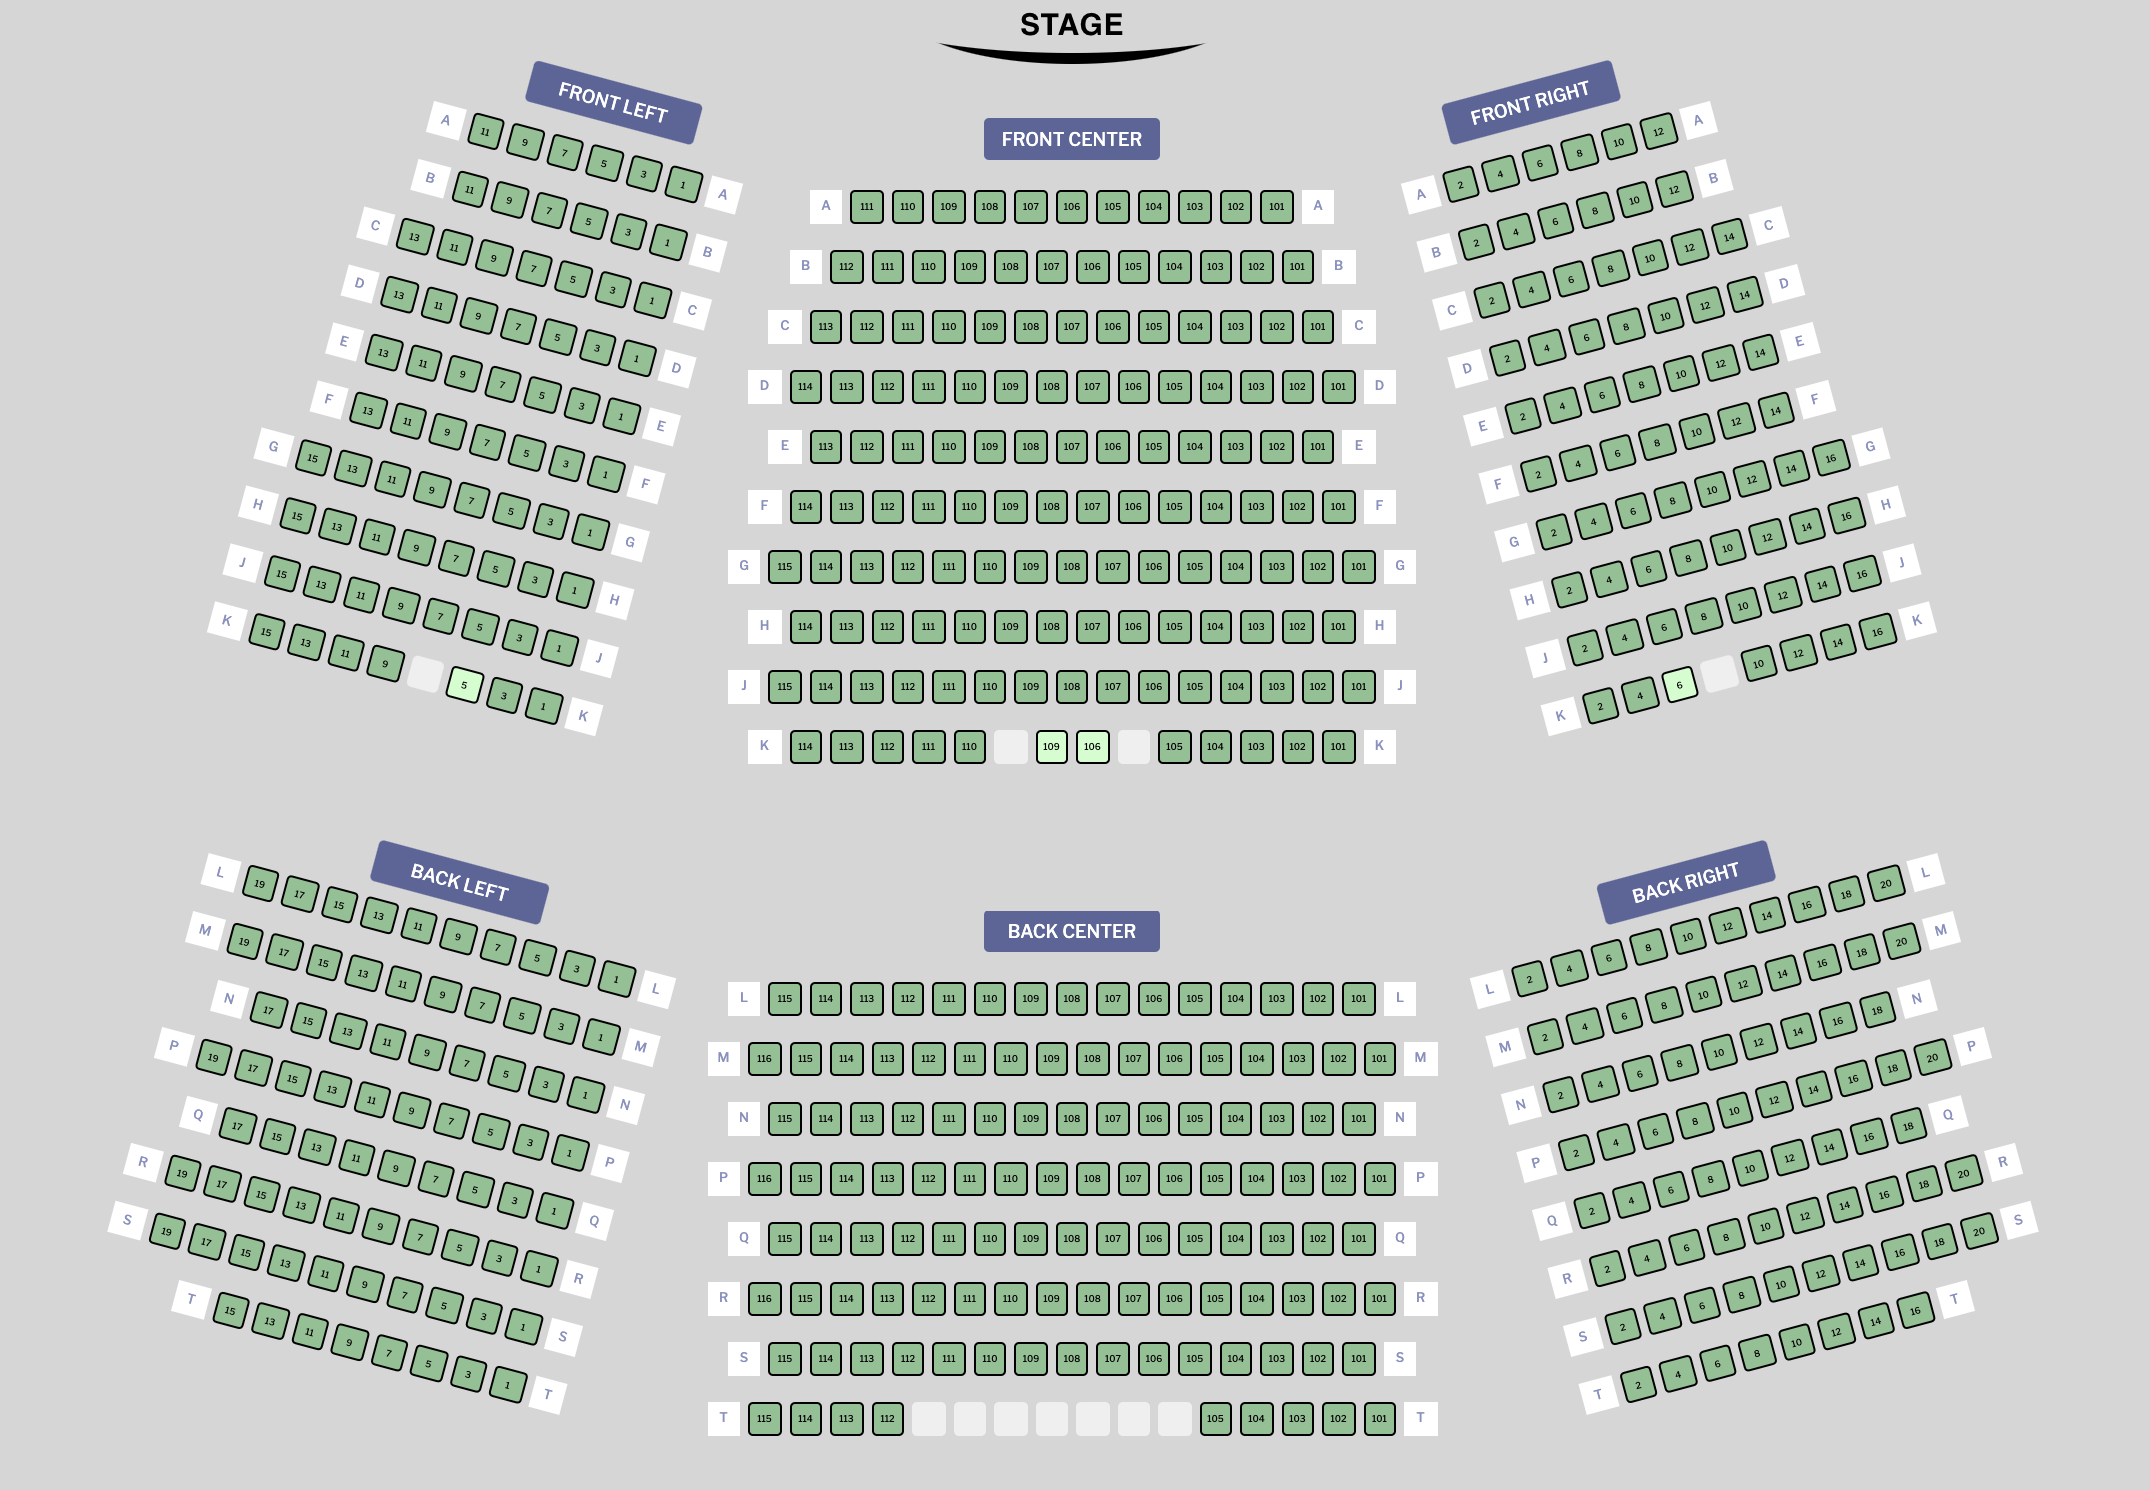 STAGE
FRONT LEFT
A 11 9 7 5 3 1 A
B 11 9 7 5 3 1 B
C 13 11 9 7 5 3 1 C
D 13 11 9 7 5 3 1 D
E 13 11 9 7 5 3 1 E
F 13 11 9 7 5 3 1 F
G 15 13 11 9 7 5 3 1 G
H 15 13 11 9 7 5 3 1 H
J 15 13 11 9 7 5 3 1 J
K 15 13 11 9 5 3 1 K
FRONT CENTER
A 111 110 109 108 107 106 105 104 103 102 101 A
B 112 111 110 109 108 107 106 105 104 103 102 101 B
C 113 112 111 110 109 108 107 106 105 104 103 102 101 C
D 114 113 112 111 110 109 108 107 106 105 104 103 102 101 D
E 113 112 111 110 109 108 107 106 105 104 103 102 101 E
F 114 113 112 111 110 109 108 107 106 105 104 103 102 101 F
G 115 114 113 112 111 110 109 108 107 106 105 104 103 102 101 G
H 114 113 112 111 110 109 108 107 106 105 104 103 102 101 H
J 115 114 113 112 111 110 109 108 107 106 105 104 103 102 101 J
K 114 113 112 111 110 109 106 105 104 103 102 101 K
FRONT RIGHT
A 2 4 6 8 10 12 A
B 2 4 6 8 10 12 B
C 2 4 6 8 10 12 14 C
D 2 4 6 8 10 12 14 D
E 2 4 6 8 10 12 14 E
F 2 4 6 8 10 12 14 F
G 2 4 6 8 10 12 14 16 G
H 2 4 6 8 10 12 14 16 H
J 2 4 6 8 10 12 14 16 J
K 2 4 6 10 12 14 16 K
BACK LEFT
L 19 17 15 13 11 9 7 5 3 1 L
M 19 17 15 13 11 9 7 5 3 1 M
N 17 15 13 11 9 7 5 3 1 N
P 19 17 15 13 11 9 7 5 3 1 P
Q 17 15 13 11 9 7 5 3 1 Q
R 19 17 15 13 11 9 7 5 3 1 R
S 19 17 15 13 11 9 7 5 3 1 S
T 15 13 11 9 7 5 3 1 T
BACK CENTER
L 115 114 113 112 111 110 109 108 107 106 105 104 103 102 101 L
M 116 115 114 113 112 111 110 109 108 107 106 105 104 103 102 101 M
N 115 114 113 112 111 110 109 108 107 106 105 104 103 102 101 N
P 116 115 114 113 112 111 110 109 108 107 106 105 104 103 102 101 P
Q 115 114 113 112 111 110 109 108 107 106 105 104 103 102 101 Q
R 116 115 114 113 112 111 110 109 108 107 106 105 104 103 102 101 R
S 115 114 113 112 111 110 109 108 107 106 105 104 103 102 101 S
T 115 114 113 112 105 104 103 102 101 T
BACK RIGHT
L 2 4 6 8 10 12 14 16 18 20 L
M 2 4 6 8 10 12 14 16 18 20 M
N 2 4 6 8 10 12 14 16 18 N
P 2 4 6 8 10 12 14 16 18 20 P
Q 2 4 6 8 10 12 14 16 18 Q
R 2 4 6 8 10 12 14 16 18 20 R
S 2 4 6 8 10 12 14 16 18 20 S
T 2 4 6 8 10 12 14 16 T